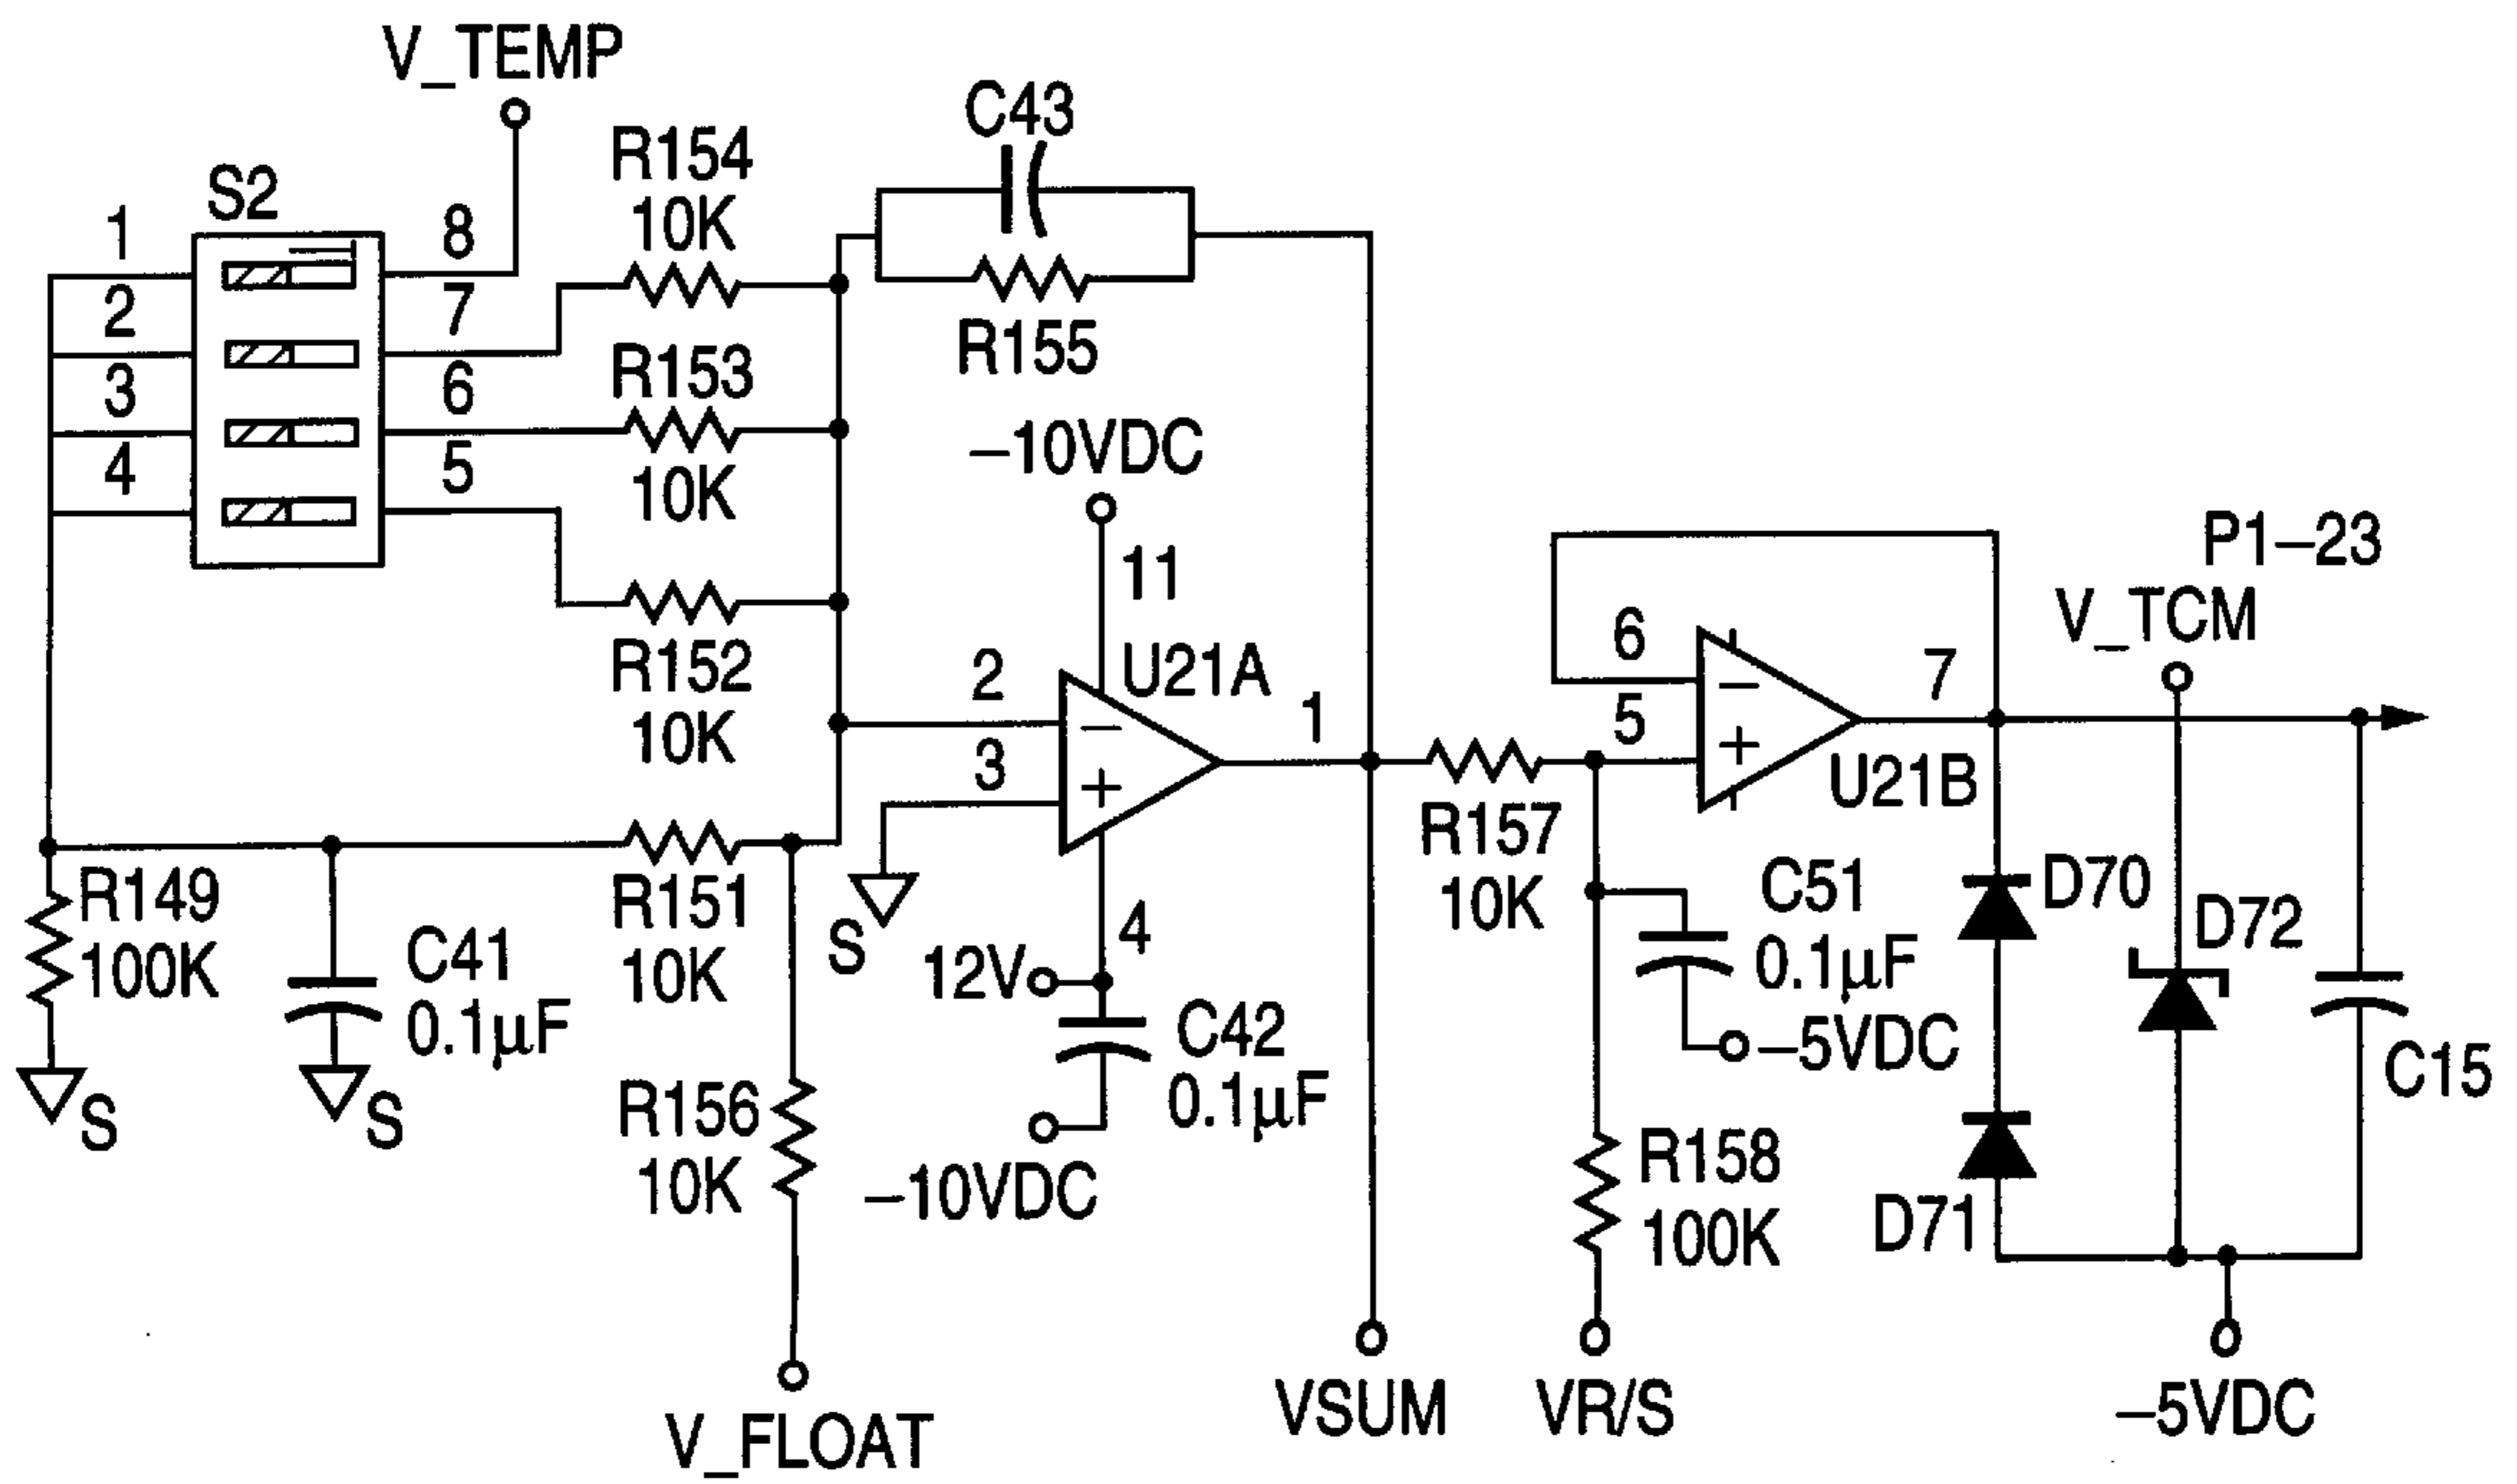 V_TEMP
S2
1
2
3
4
8
7
6
5
R154
10K
R153
10K
R152
10K
R151
10K
R149
100K
S
C41
0.1µF
S
R156
10K
V_FLOAT
C43
R155
–10VDC
11
U21A
2
–
3
+
1
S
4
12V
C42
0.1µF
–10VDC
VSUM
R157
10K
6
–
5
+
7
U21B
C51
0.1µF
–5VDC
R158
100K
VR/S
P1–23
V_TCM
D70
D72
D71
C15
–5VDC